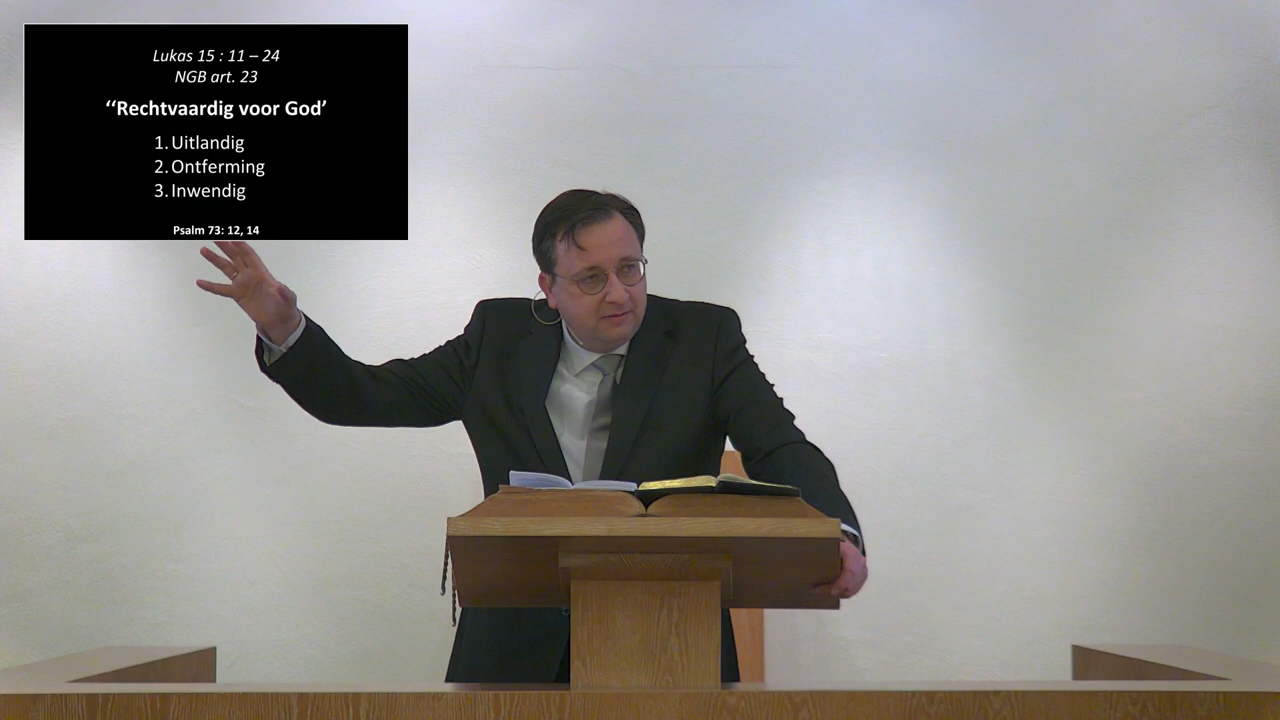 Lukas 15 : 11 – 24
NGB art. 23
‘‘Rechtvaardig voor God’
1. Uitlandig
2. Ontferming
3. Inwendig
Psalm 73: 12, 14